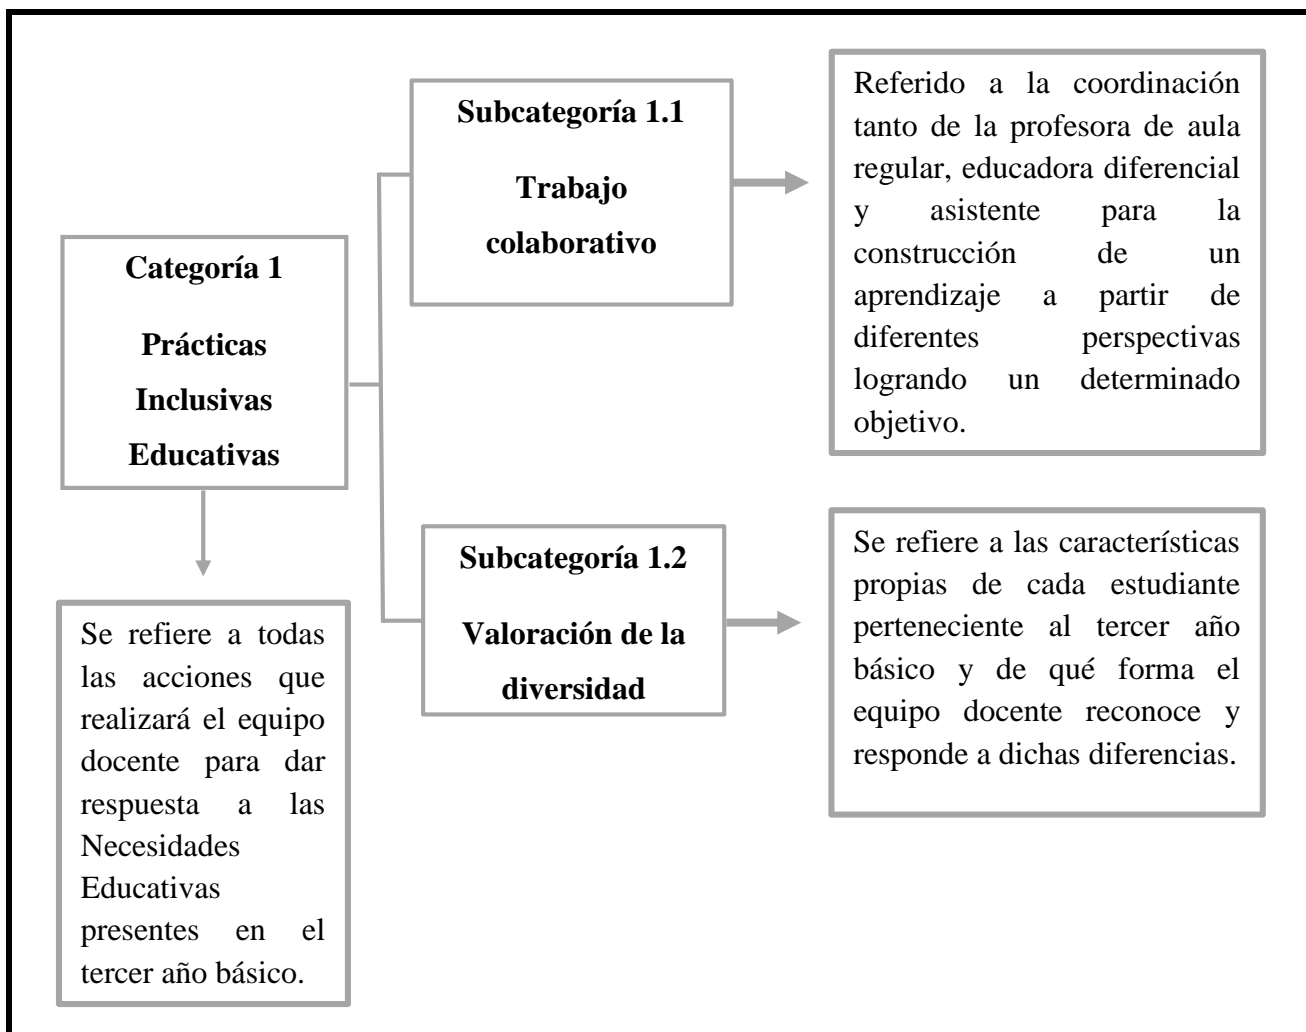 Categoría 1
Prácticas
Inclusivas
Educativas
Se refiere a todas
las acciones que
realizará el equipo
docente para dar
respuesta a las
Necesidades
Educativas
presentes en el
tercer año básico.
Subcategoría 1.1
Trabajo
colaborativo
Referido a la coordinación
tanto de la profesora de aula
regular, educadora diferencial
y asistente para la
construcción de un
aprendizaje a partir de
diferentes perspectivas
logrando un determinado
objetivo.
Subcategoría 1.2
Valoración de la
diversidad
Se refiere a las características
propias de cada estudiante
perteneciente al tercer año
básico y de qué forma el
equipo docente reconoce y
responde a dichas diferencias.